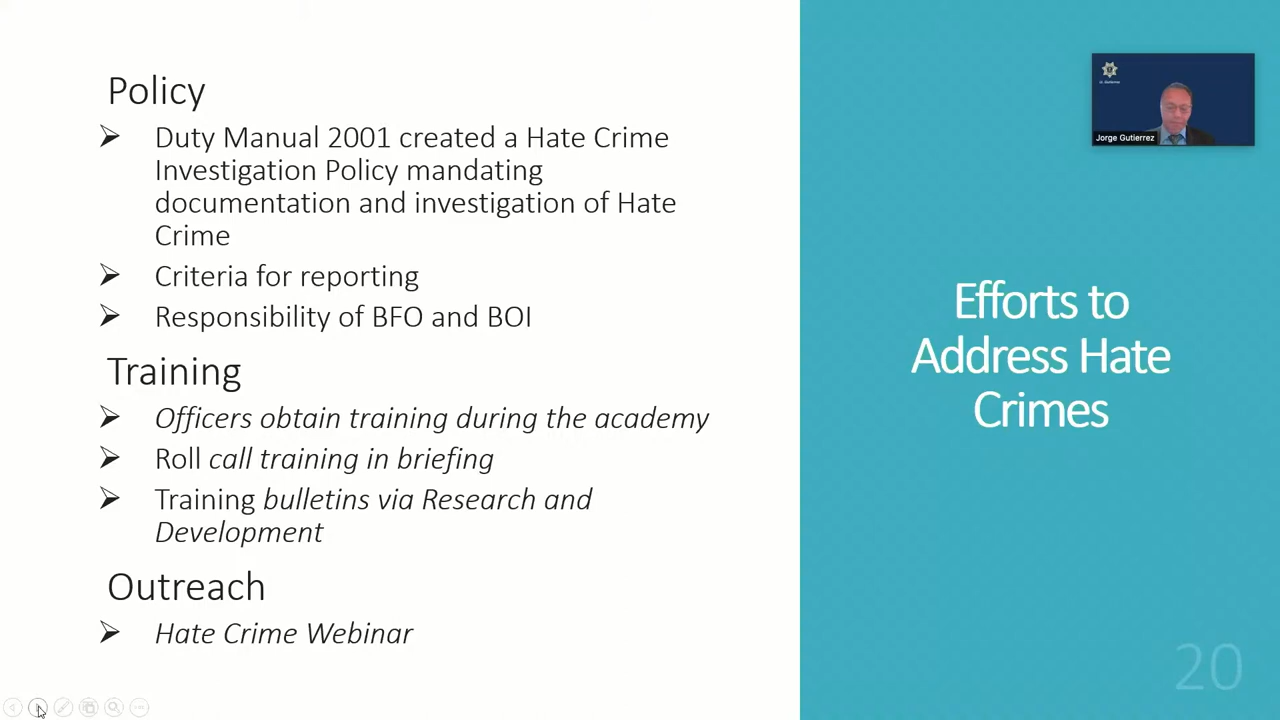 Policy
Duty Manual 2001 created a Hate Crime
Investigation Policy mandating
documentation and investigation of Hate
Crime
Criteria for reporting
Responsibility of BFO and BOI
Training
Officers obtain training during the academy
Roll call training in briefing
Training bulletins via Research and
Development
Outreach
Hate Crime Webinar
Jorge Gutierrez
Efforts to
Address Hate
Crimes
20